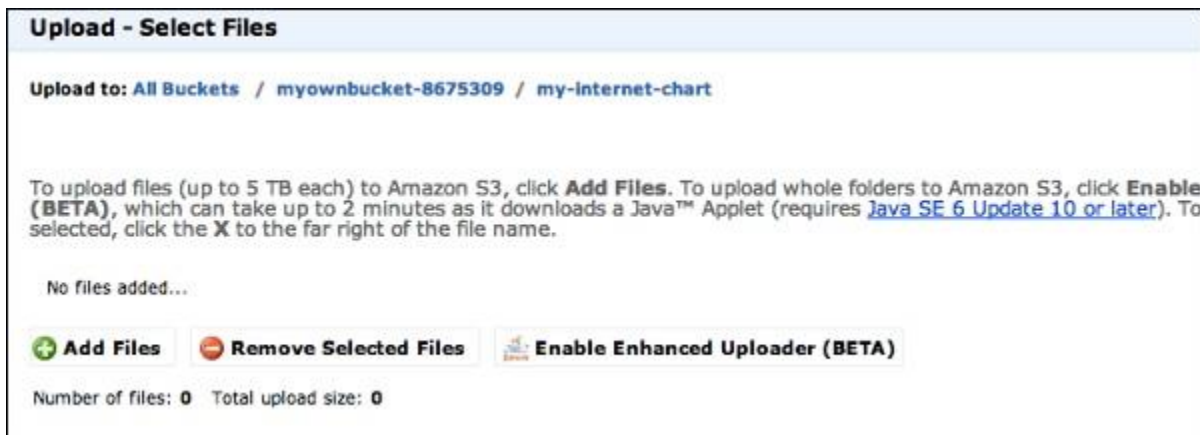 Upload - Select Files
Upload to: All Buckets / myownbucket-8675309 / my-internet-chart
To upload files (up to 5 TB each) to Amazon S3, click Add Files. To upload whole folders to Amazon S3, click Enable
(BETA), which can take up to 2 minutes as it downloads a Java™ Applet (requires Java SE 6 Update 10 or later). To
selected, click the X to the far right of the file name.
No files added...
Add Files Remove Selected Files Enable Enhanced Uploader (BETA)
Number of files: 0 Total upload size: 0